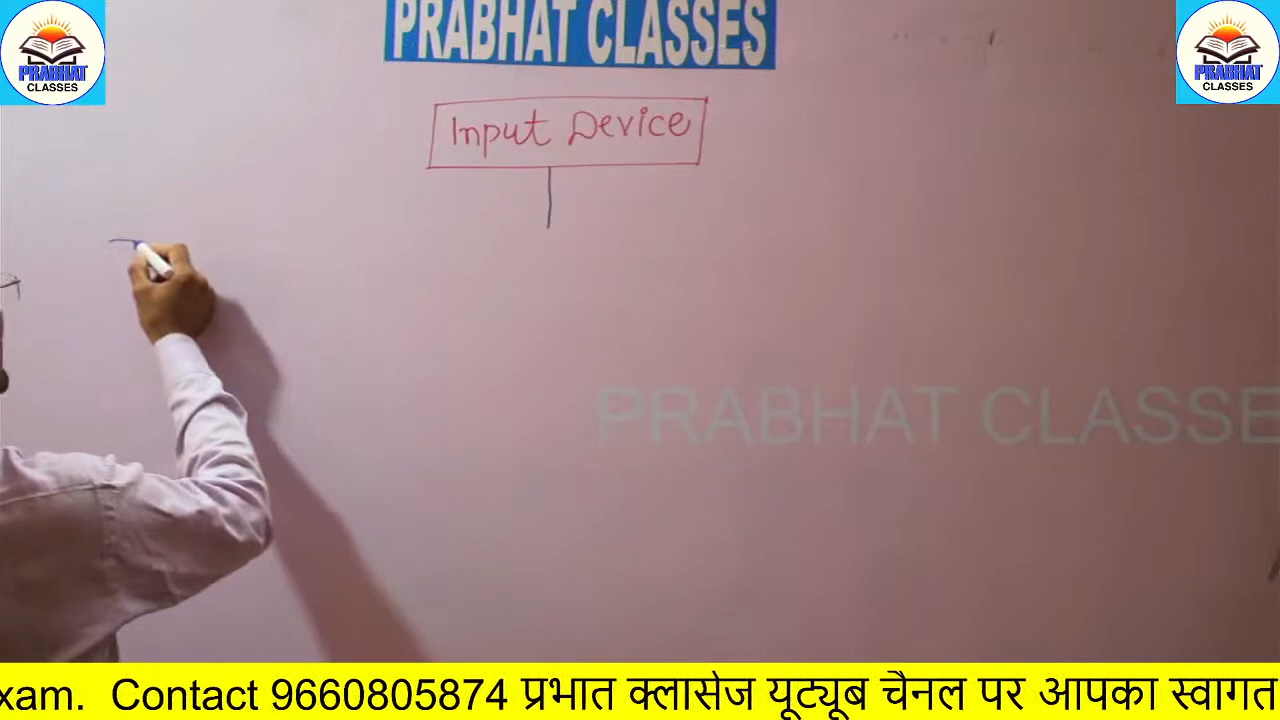 PRABHAT CLASSES
PRABHAT
CLASSES
PRABHAT
CLASSES
Input Device
PRABHAT CLASSE
xam. Contact 9660805874 प्रभात क्लासेज यूट्यूब चैनल पर आपका स्वागत